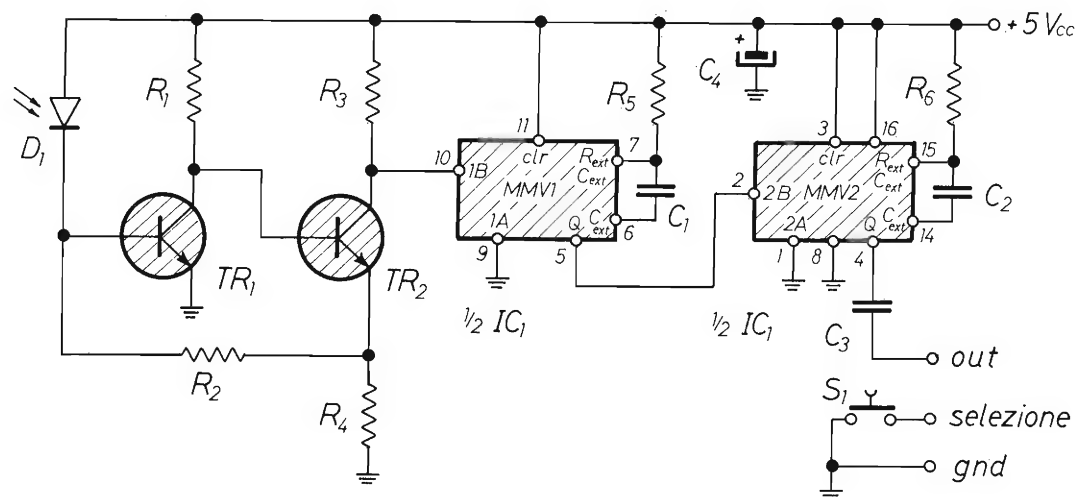 +5Vcc
D1
R1
R3
11
clr
10
1B
MMV1
Rext
Cext
7
R5
1A
9
Q
5
Cext
6
C1
½ IC1
+
C4
3
16
clr
2
2B
MMV2
Rext
Cext
15
R6
2A
1
8
Q
4
Cext
14
C2
½ IC1
TR1
TR2
R2
R4
C3
out
S1
selezione
gnd